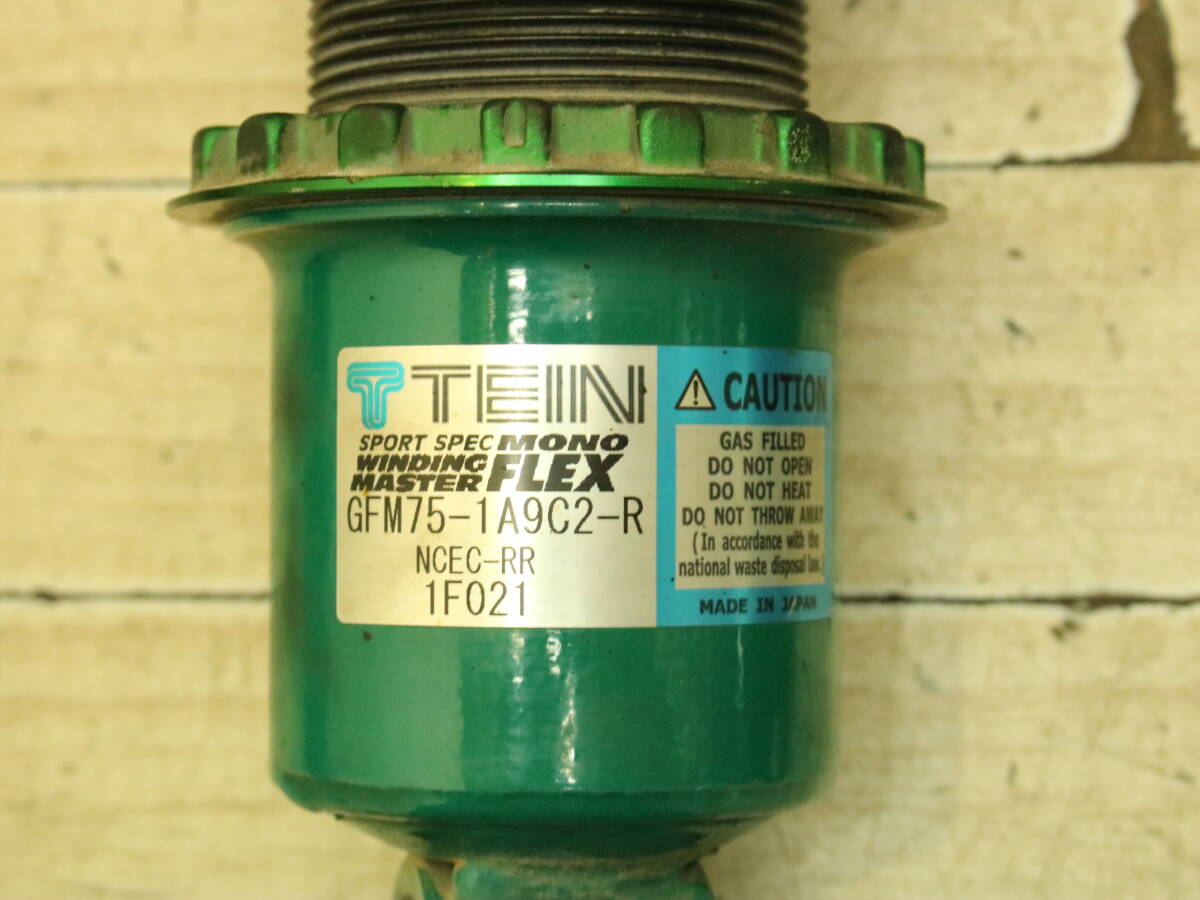 TEIN
SPORT SPEC MONO
WINDING
MASTER FLEX
GFM75-1A9C2-R
NCEC-RR
1F021
CAUTION
GAS FILLED
DO NOT OPEN
DO NOT HEAT
DO NOT THROW AWAY
(In accordance with the
national waste disposal law.)
MADE IN JAPAN